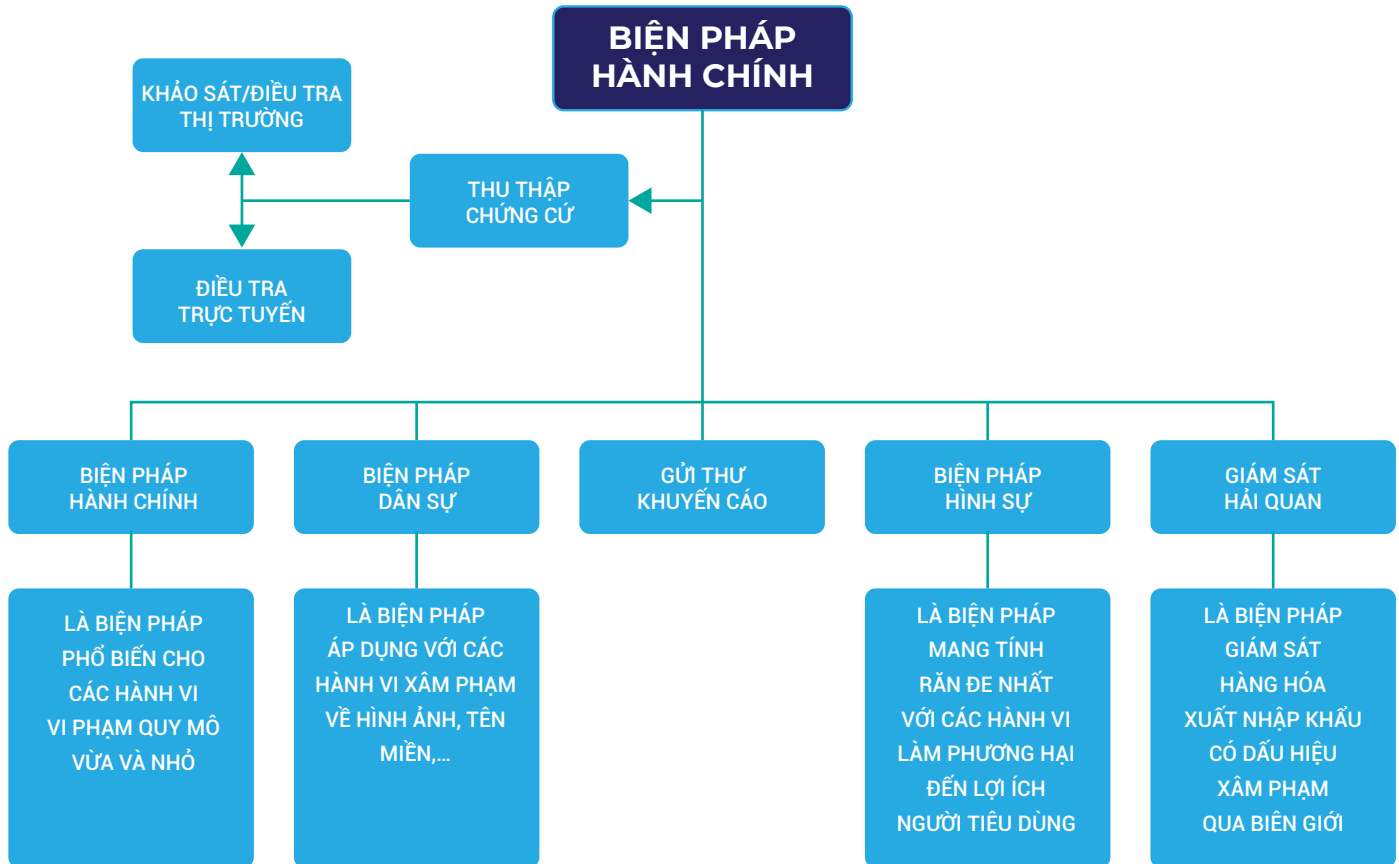 BIỆN PHÁP
HÀNH CHÍNH
KHẢO SÁT/ĐIỀU TRA
THỊ TRƯỜNG
THU THẬP
CHỨNG CỨ
ĐIỀU TRA
TRỰC TUYẾN
BIỆN PHÁP
HÀNH CHÍNH
BIỆN PHÁP
DÂN SỰ
GỬI THƯ
KHUYẾN CÁO
BIỆN PHÁP
HÌNH SỰ
GIÁM SÁT
HẢI QUAN
LÀ BIỆN PHÁP
PHỔ BIẾN CHO
CÁC HÀNH VI
VI PHẠM QUY MÔ
VỪA VÀ NHỎ
LÀ BIỆN PHÁP
ÁP DỤNG VỚI CÁC
HÀNH VI XÂM PHẠM
VỀ HÌNH ẢNH, TÊN
MIỀN,...
LÀ BIỆN PHÁP
MANG TÍNH
RĂN ĐE NHẤT
VỚI CÁC HÀNH VI
LÀM PHƯƠNG HẠI
ĐẾN LỢI ÍCH
NGƯỜI TIÊU DÙNG
LÀ BIỆN PHÁP
GIÁM SÁT
HÀNG HÓA
XUẤT NHẬP KHẨU
CÓ DẤU HIỆU
XÂM PHẠM
QUA BIÊN GIỚI